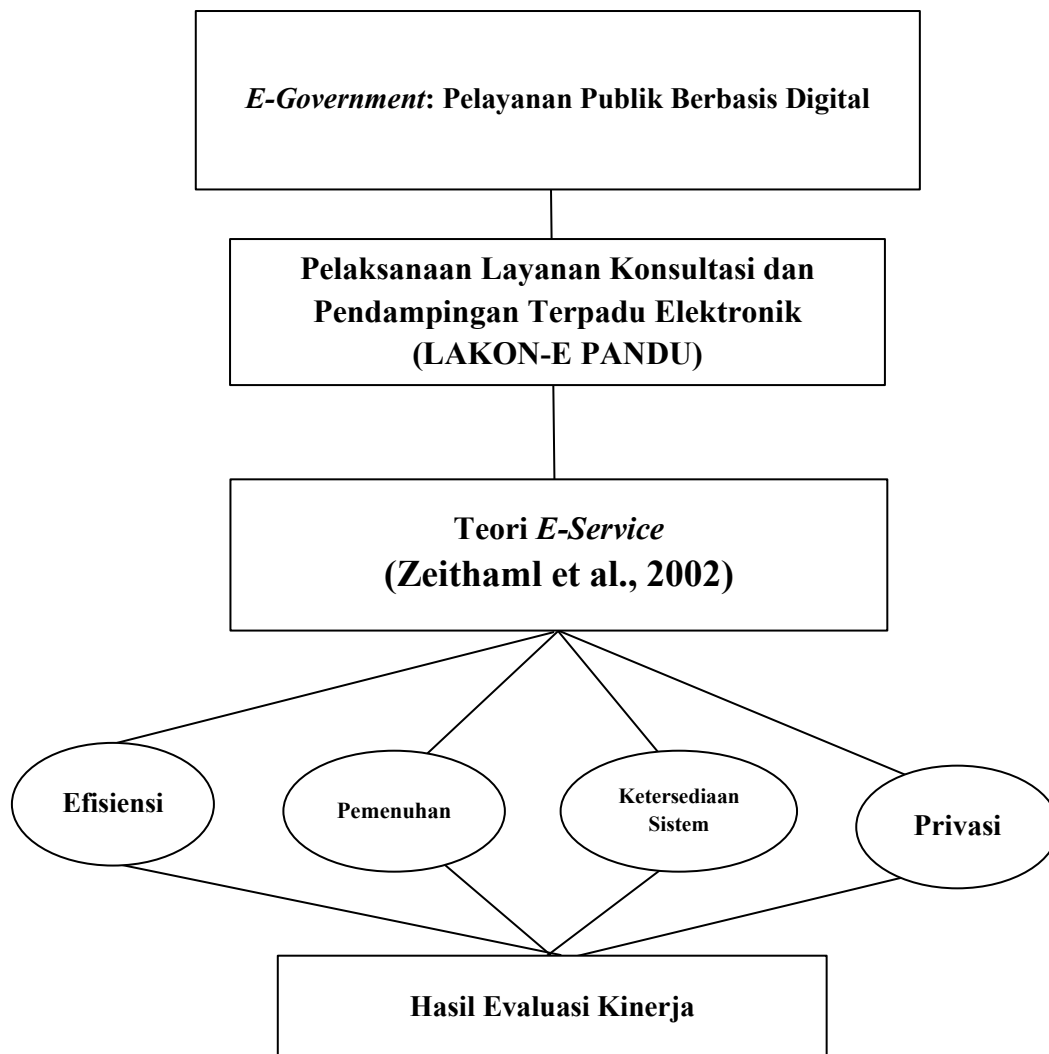 E-Government: Pelayanan Publik Berbasis Digital
Pelaksanaan Layanan Konsultasi dan
Pendampingan Terpadu Elektronik
(LAKON-E PANDU)
Teori E-Service
(Zeithaml et al., 2002)
Efisiensi
Pemenuhan
Ketersediaan
Sistem
Privasi
Hasil Evaluasi Kinerja